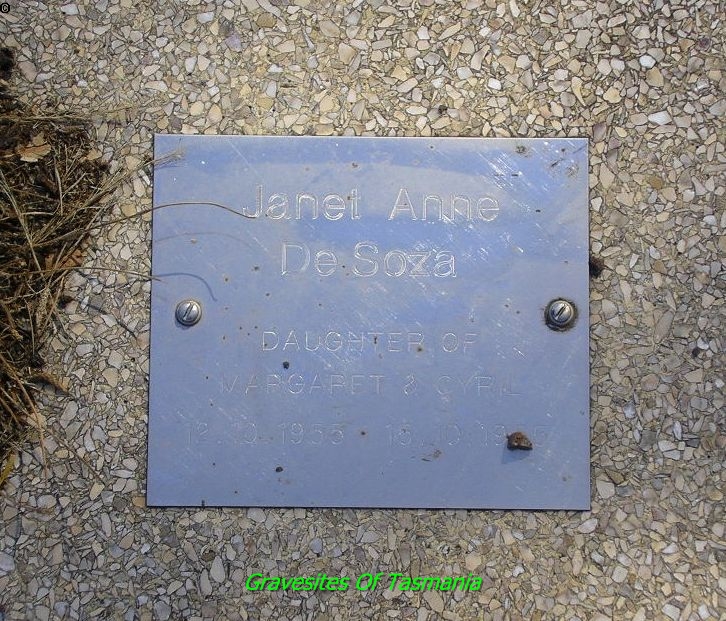 ©
Janet Anne
De Soza
DAUGHTER OF
MARGARET & CYRIL
12.10.1955
Gravesites Of Tasmania